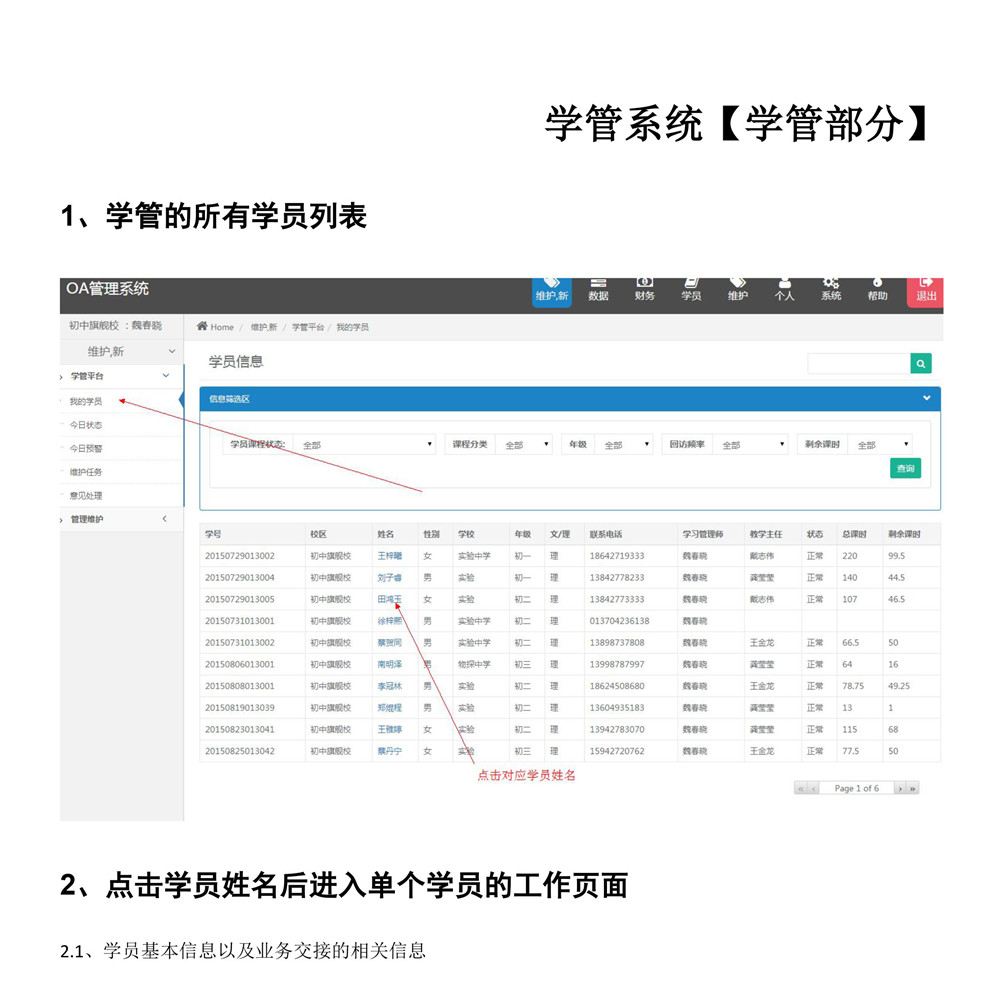 学管系统【学管部分】
1、学管的所有学员列表
OA管理系统
维护,新 数据 财务 学员 维护 个人 系统 帮助 退出
初中旗舰校 ：魏春晓
Home / 维护,新 / 学管平台 / 我的学员
维护,新
学管平台
我的学员
今日状态
今日预警
维护任务
意见处理
管理维护
学员信息
信息筛选区
学员课程状态: 全部 课程分类 全部 年级 全部 回访频率 全部 剩余课时 全部
查询
学号 校区 姓名 性别 学校 年级 文/理 联系电话 学习管理师 教学主任 状态 总课时 剩余课时
20150729013002 初中旗舰校 王梓曦 女 实验中学 初一 理 18642719333 魏春晓 戴志伟 正常 220 99.5
20150729013004 初中旗舰校 刘子睿 男 实验 初一 理 13842778233 魏春晓 龚莹莹 正常 140 44.5
20150729013005 初中旗舰校 田鸿玉 女 实验 初二 理 13842773333 魏春晓 戴志伟 正常 107 46.5
20150731013001 初中旗舰校 徐梓熙 男 实验中学 初二 理 013704236138 魏春晓
20150731013002 初中旗舰校 蔡贺同 男 实验中学 初二 理 13898737808 魏春晓 王金龙 正常 66.5 50
20150806013001 初中旗舰校 南明泽 男 物探中学 初三 理 13998787997 魏春晓 龚莹莹 正常 64 16
20150808013001 初中旗舰校 李冠林 男 实验 初二 理 18624508680 魏春晓 王金龙 正常 78.75 49.25
20150819013039 初中旗舰校 郑焜程 男 实验 初二 理 13604935183 魏春晓 龚莹莹 正常 13 1
20150823013041 初中旗舰校 王雅婷 女 实验 初二 理 13942783070 魏春晓 龚莹莹 正常 115 68
20150825013042 初中旗舰校 蔡丹宁 女 实验 初三 理 15942720762 魏春晓 王金龙 正常 77.5 50
点击对应学员姓名
Page 1 of 6
2、点击学员姓名后进入单个学员的工作页面
2.1、学员基本信息以及业务交接的相关信息